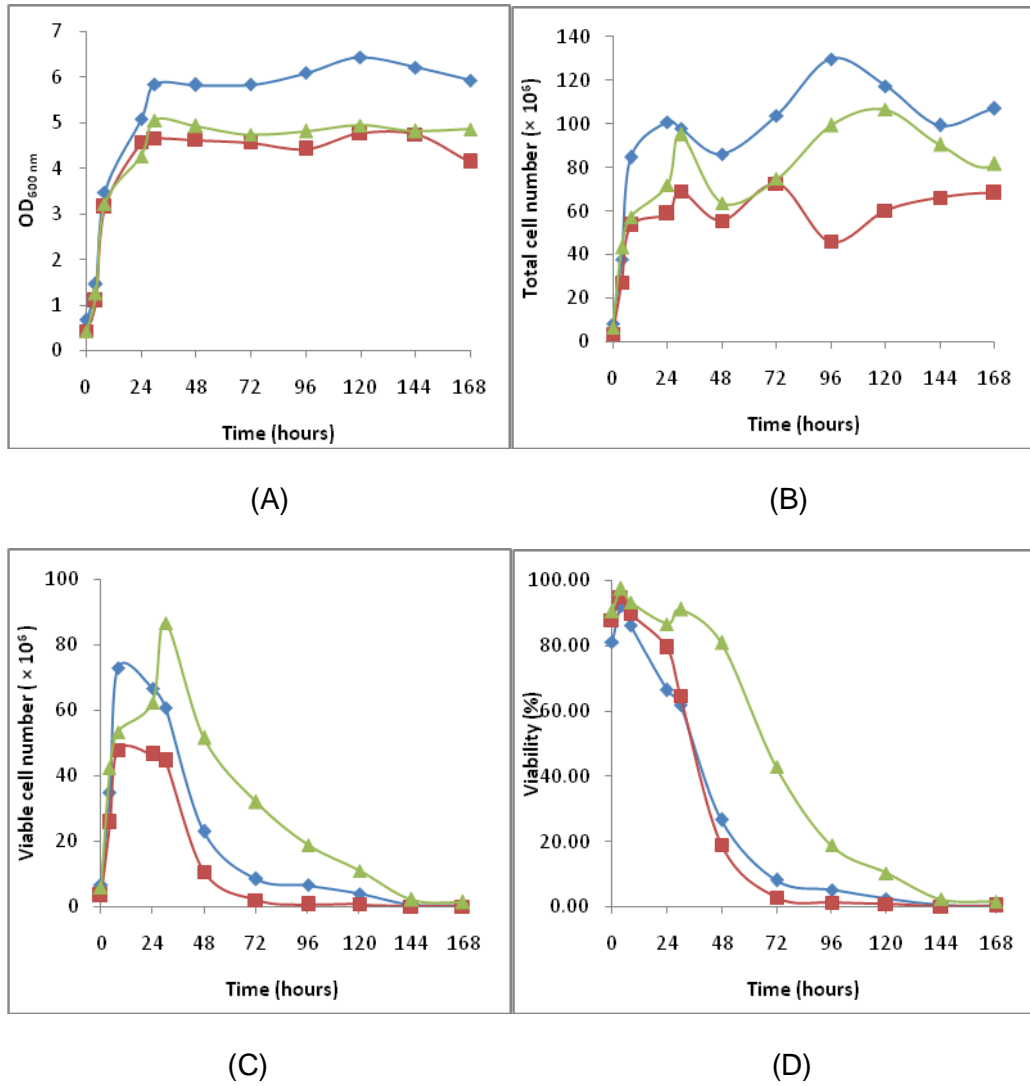 7
6
5
4
3
2
1
0
OD600 nm
0 24 48 72 96 120 144 168
Time (hours)
(A)
140
120
100
80
60
40
20
0
Total cell number (× 10⁶)
0 24 48 72 96 120 144 168
Time (hours)
(B)
100
80
60
40
20
0
Viable cell number ( × 10⁶)
0 24 48 72 96 120 144 168
Time (hours)
(C)
100.00
80.00
60.00
40.00
20.00
0.00
Viability (%)
0 24 48 72 96 120 144 168
Time (hours)
(D)